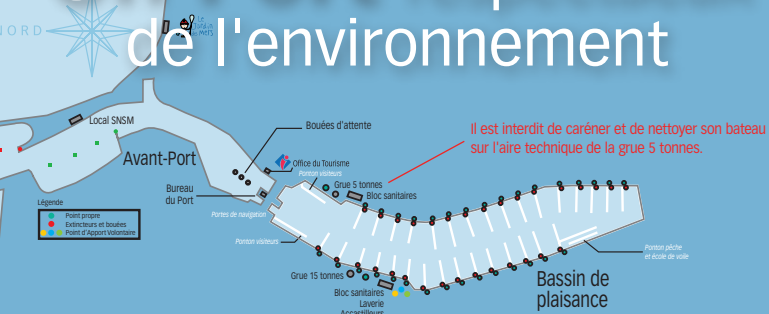 NORD
de l'environnement
Local SNSM
Avant-Port
Bouées d'attente
Il est interdit de caréner et de nettoyer son bateau
sur l'aire technique de la grue 5 tonnes.
Office du Tourisme
Ponton visiteurs
Grue 5 tonnes
Bloc sanitaires
Bureau
du Port
Légende
Point propre
Extincteurs et bouées
Point d'Apport Volontaire
Portes de navigation
Ponton visiteurs
Ponton pêche
et école de voile
Grue 15 tonnes
Bassin de
plaisance
Bloc sanitaires
Laverie
Accastilleurs